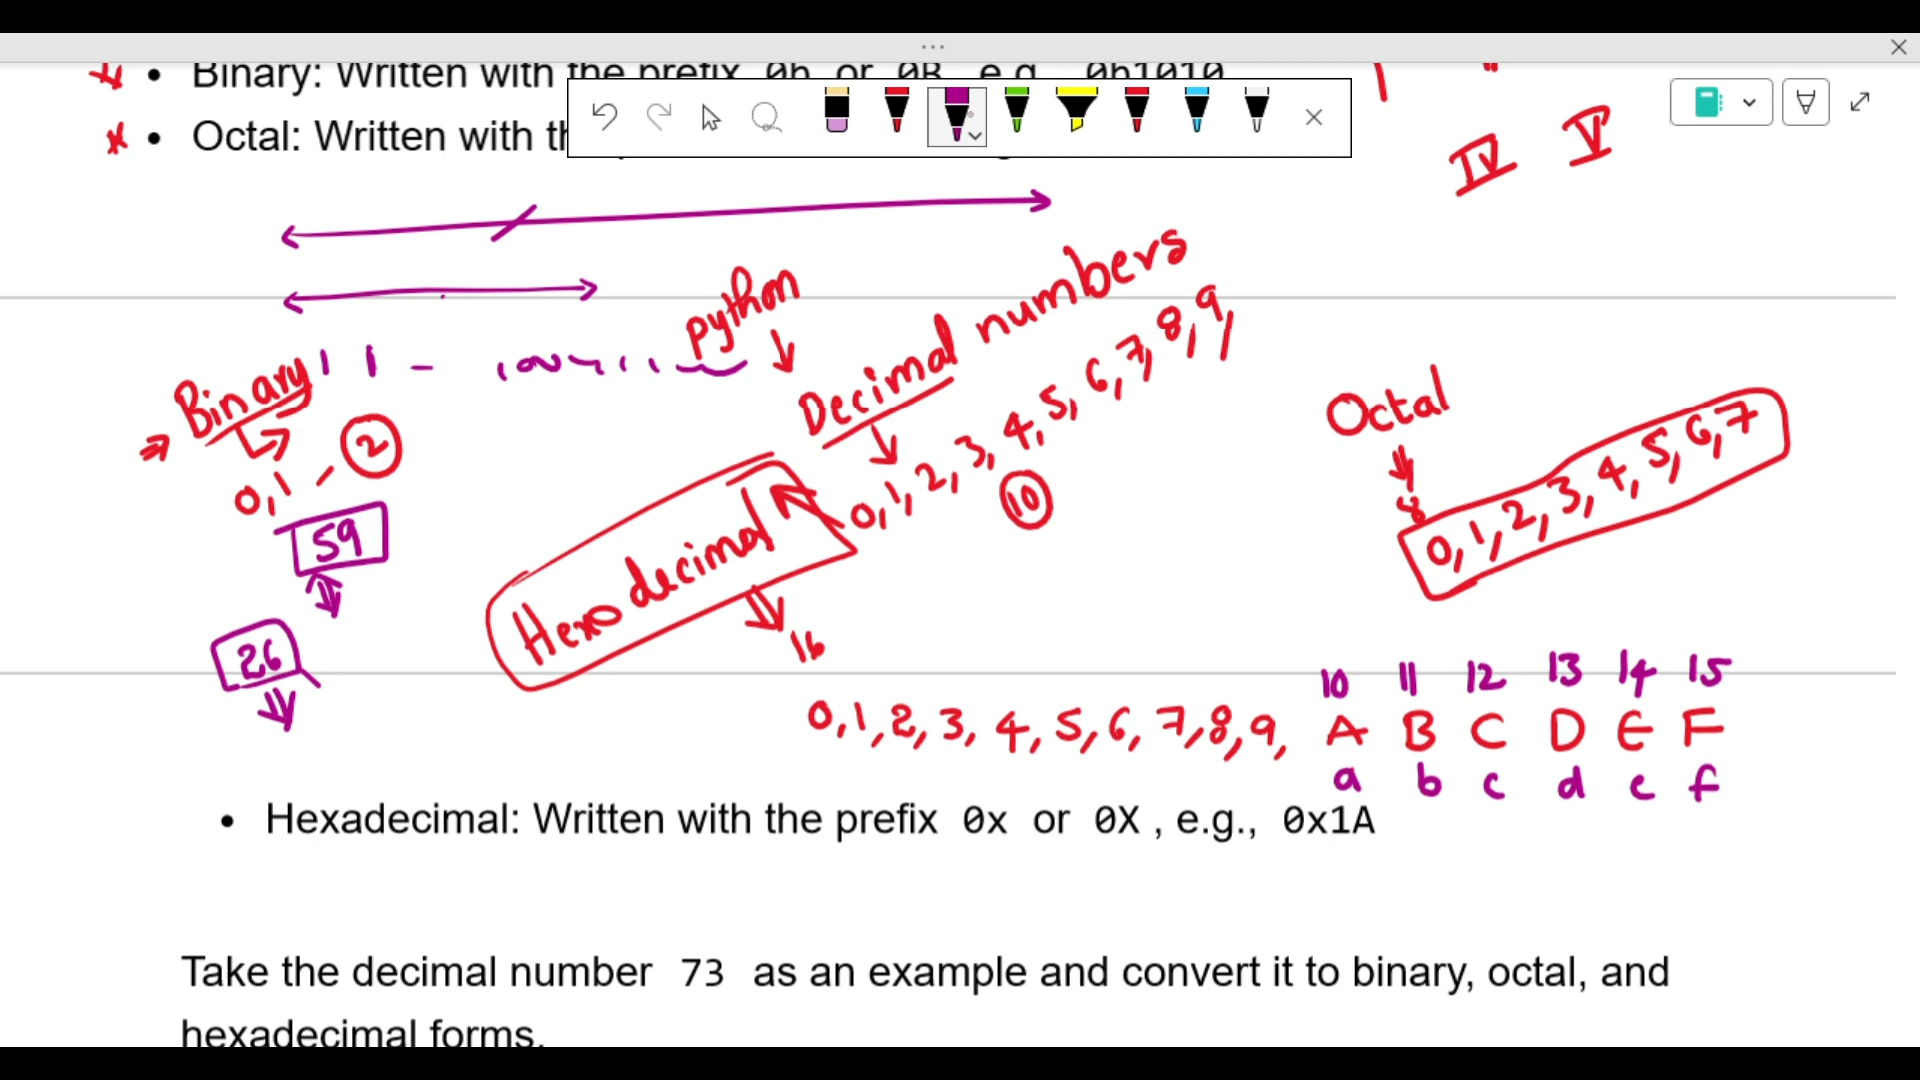 • Binary: Written with the prefix 0b or 0B, e.g., 0b1010
• Octal: Written with th
IV V
python
Decimal numbers
0, 1, 2, 3, 4, 5, 6, 7, 8, 9,
10
Binary
0, 1 - 2
59
26
Octal
8
0, 1, 2, 3, 4, 5, 6, 7
Hexadecimal
16
10 11 12 13 14 15
0, 1, 2, 3, 4, 5, 6, 7, 8, 9, A B C D E F
a b c d e f
• Hexadecimal: Written with the prefix 0x or 0X, e.g., 0x1A
Take the decimal number 73 as an example and convert it to binary, octal, and
hexadecimal forms.